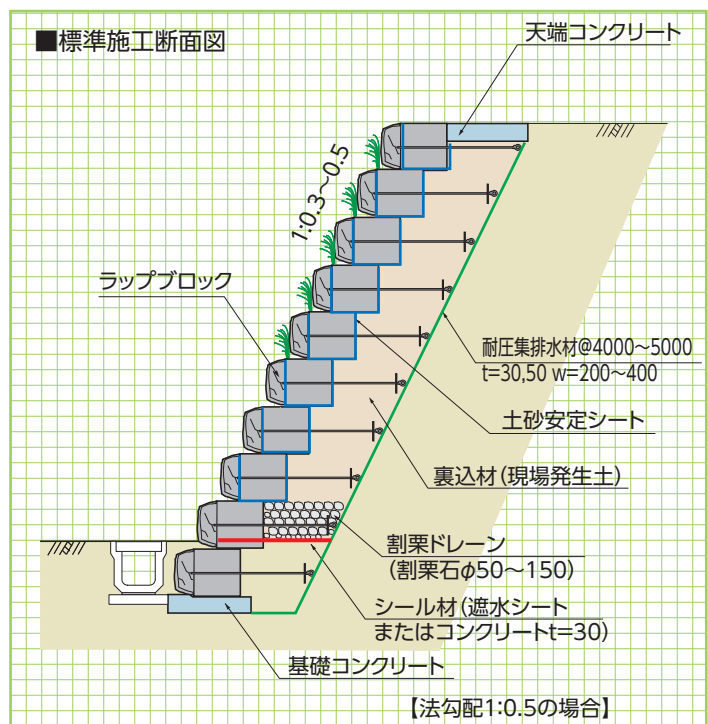 ■標準施工断面図
天端コンクリート
1:0.3〜0.5
ラップブロック
耐圧集排水材@4000〜5000
t=30,50 w=200〜400
土砂安定シート
裏込材(現場発生土)
割栗ドレーン
(割栗石φ50〜150)
シール材(遮水シート
またはコンクリートt=30)
基礎コンクリート
【法勾配1:0.5の場合】